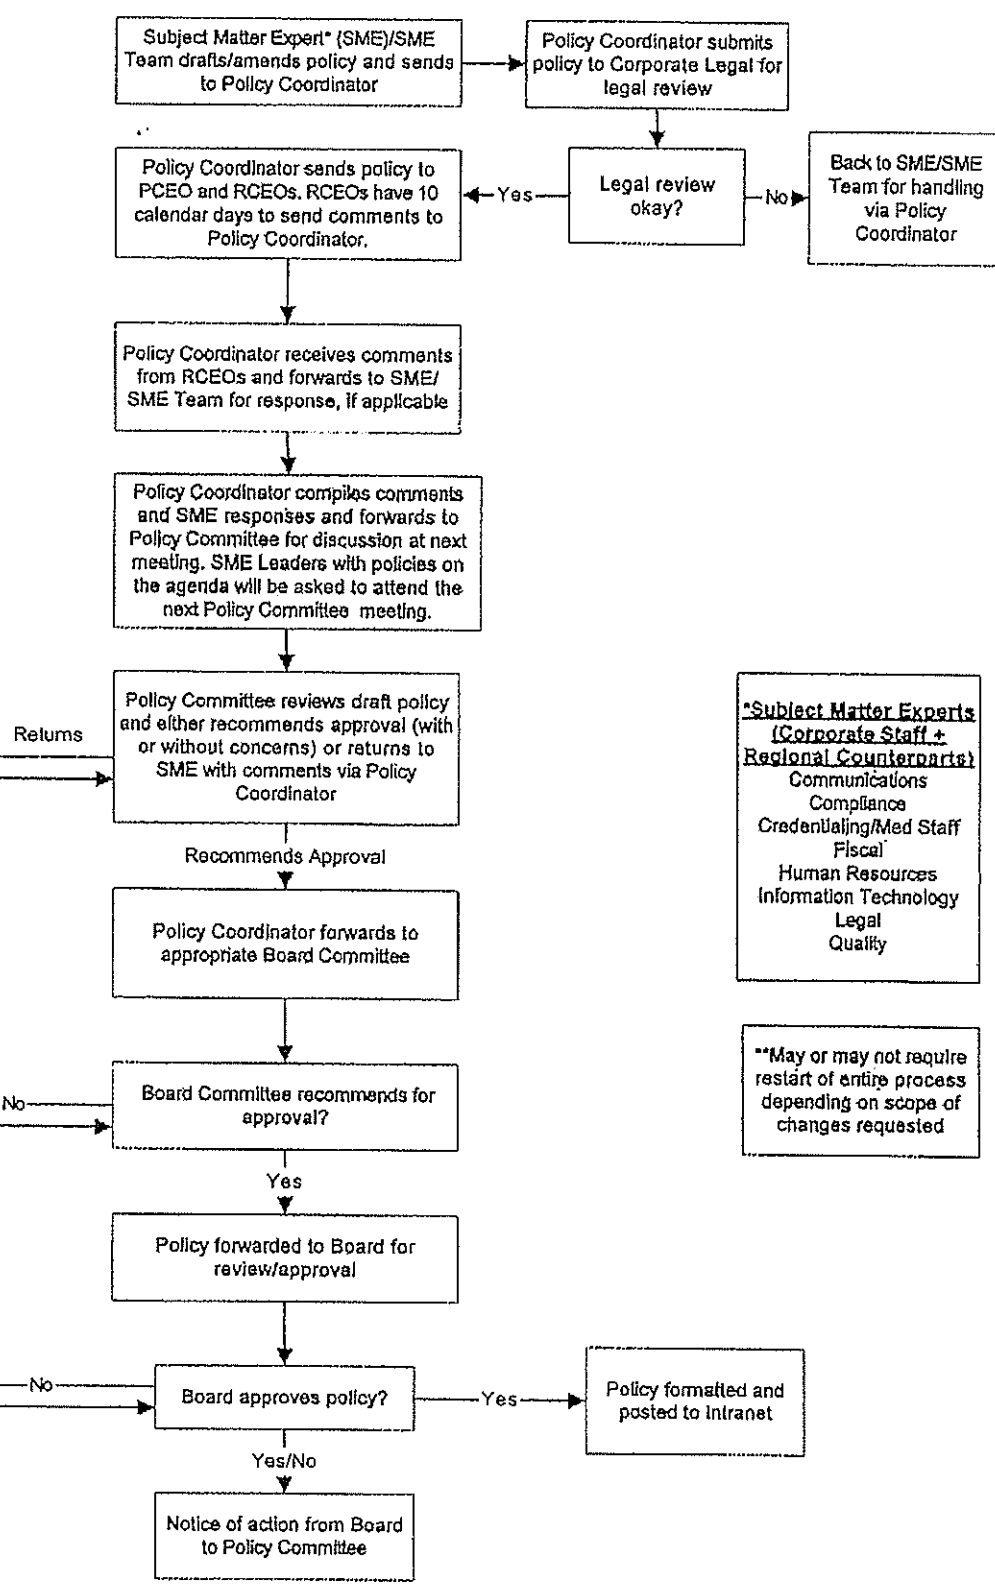 Subject Matter Expert* (SME)/SME
Team drafts/amends policy and sends
to Policy Coordinator
Policy Coordinator submits
policy to Corporate Legal for
legal review
Policy Coordinator sends policy to
PCEO and RCEOs. RCEOs have 10
calendar days to send comments to
Policy Coordinator.
Yes
Legal review
okay?
No
Back to SME/SME
Team for handling
via Policy
Coordinator
Policy Coordinator receives comments
from RCEOs and forwards to SME/
SME Team for response, if applicable
Policy Coordinator compiles comments
and SME responses and forwards to
Policy Committee for discussion at next
meeting. SME Leaders with policies on
the agenda will be asked to attend the
next Policy Committee meeting.
Returns
Policy Committee reviews draft policy
and either recommends approval (with
or without concerns) or returns to
SME with comments via Policy
Coordinator
Recommends Approval
*Subject Matter Experts
(Corporate Staff +
Regional Counterparts)
Communications
Compliance
Credentialing/Med Staff
Fiscal
Human Resources
Information Technology
Legal
Quality
Policy Coordinator forwards to
appropriate Board Committee
No
Board Committee recommends for
approval?
**May or may not require
restart of entire process
depending on scope of
changes requested
Yes
Policy forwarded to Board for
review/approval
No
Board approves policy?
Yes
Policy formatted and
posted to Intranet
Yes/No
Notice of action from Board
to Policy Committee